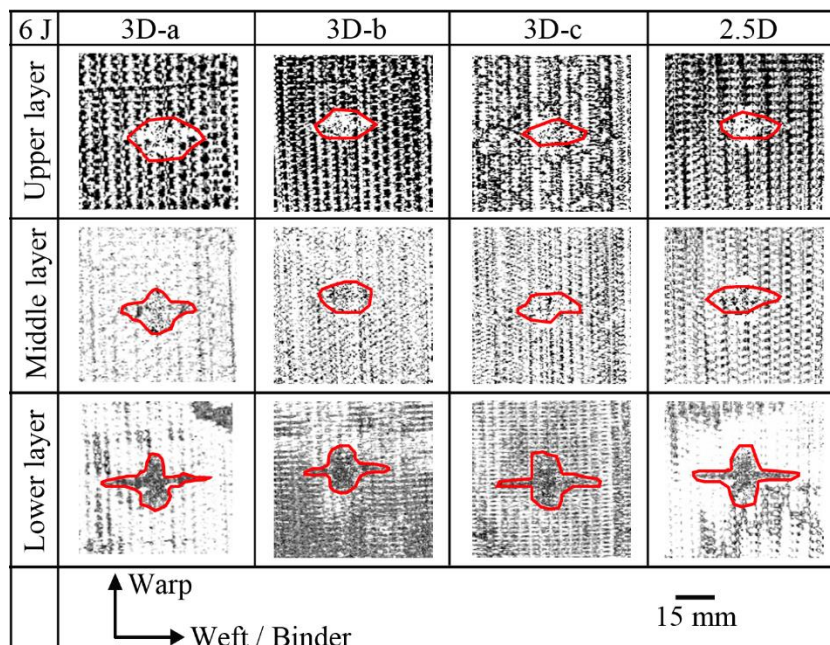 6 J 3D-a 3D-b 3D-c 2.5D
Upper layer
Middle layer
Lower layer
Warp
Weft / Binder
15 mm